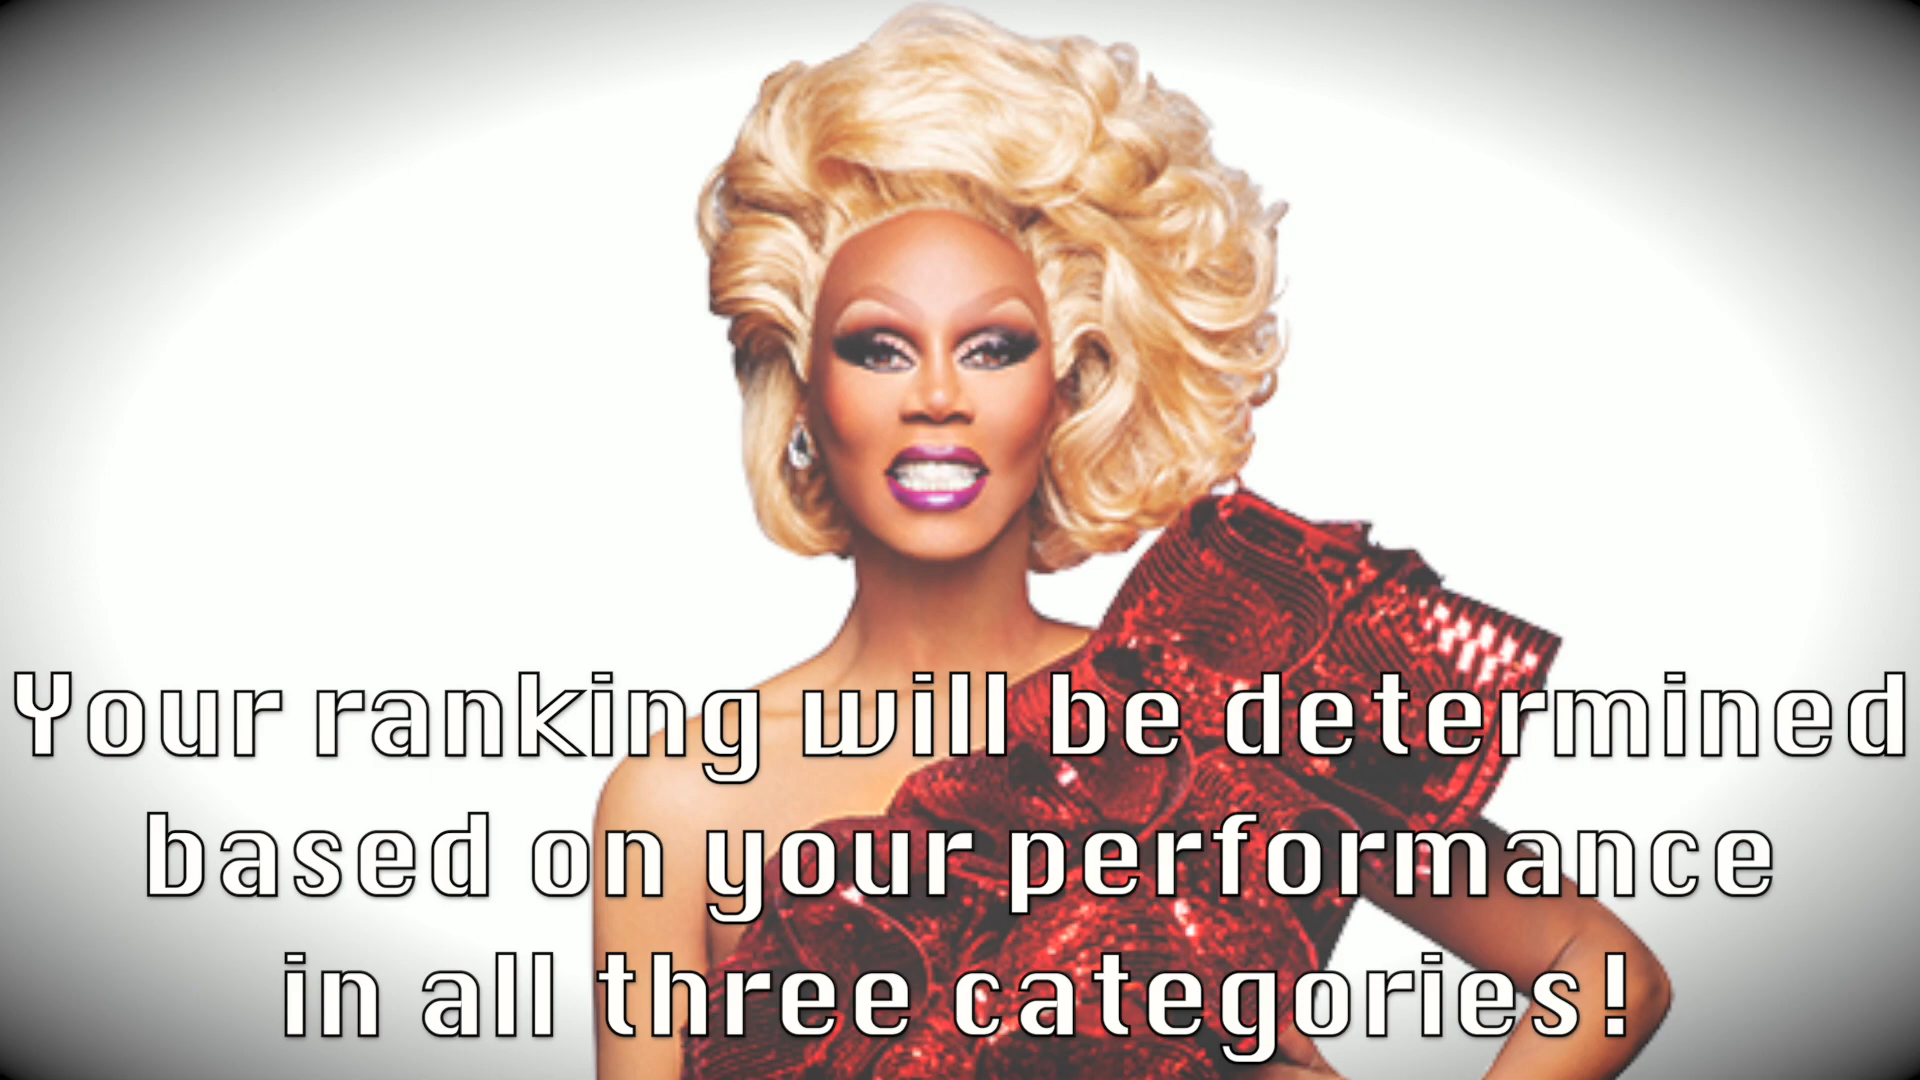 Your ranking will be determined
based on your performance
in all three categories!